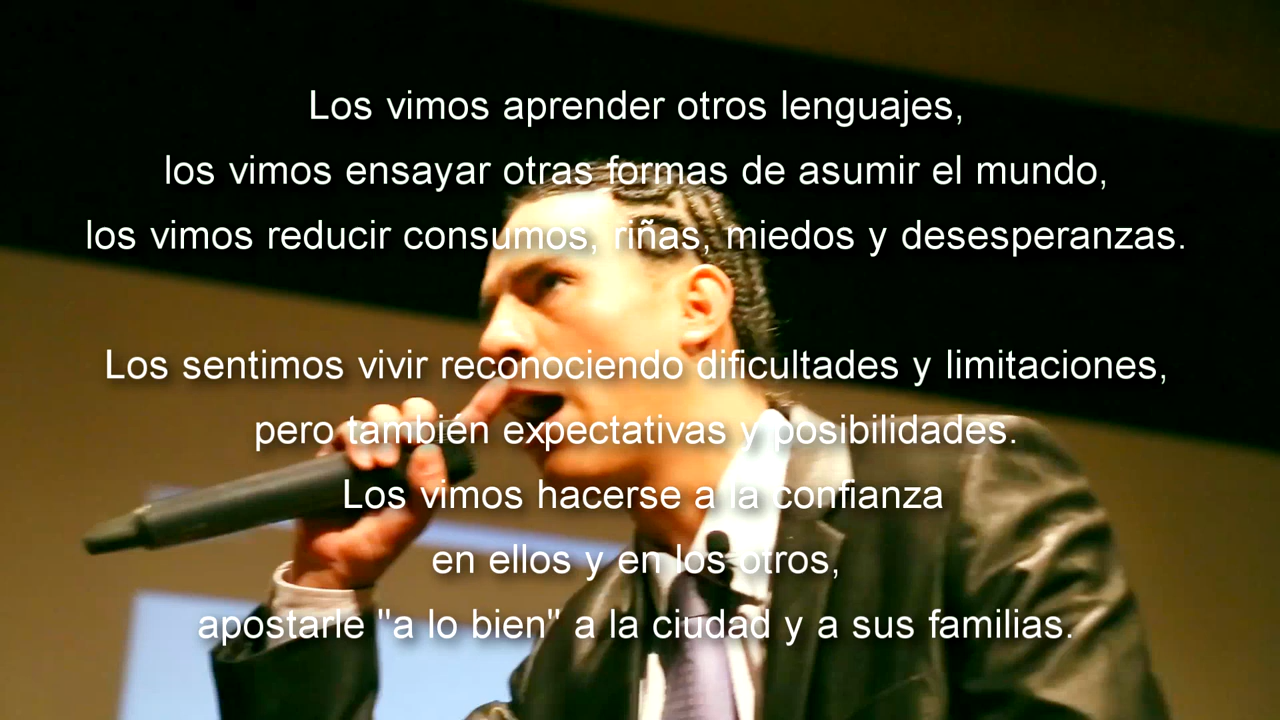 Los vimos aprender otros lenguajes,
los vimos ensayar otras formas de asumir el mundo,
los vimos reducir consumos, riñas, miedos y desesperanzas.
Los sentimos vivir reconociendo dificultades y limitaciones,
pero también expectativas y posibilidades.
Los vimos hacerse a la confianza
en ellos y en los otros,
apostarle "a lo bien" a la ciudad y a sus familias.